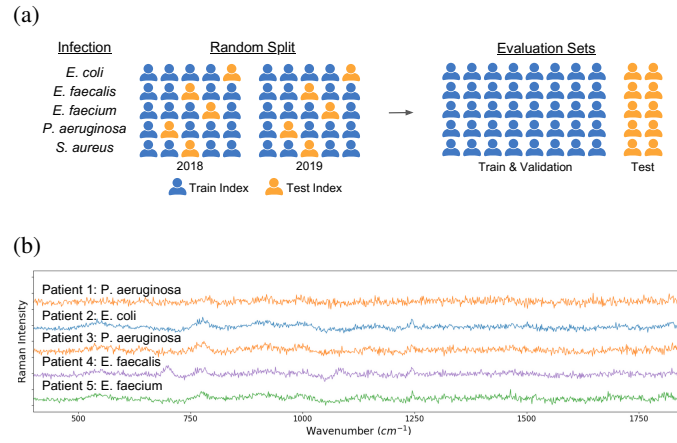 (a)
Infection Random Split Evaluation Sets
E. coli
E. faecalis
E. faecium
P. aeruginosa
S. aureus
2018 2019 Train & Validation Test
Train Index Test Index
(b)
Raman Intensity
Patient 1: P. aeruginosa
Patient 2: E. coli
Patient 3: P. aeruginosa
Patient 4: E. faecalis
Patient 5: E. faecium
500 750 1000 1250 1500 1750
Wavenumber (cm⁻¹)